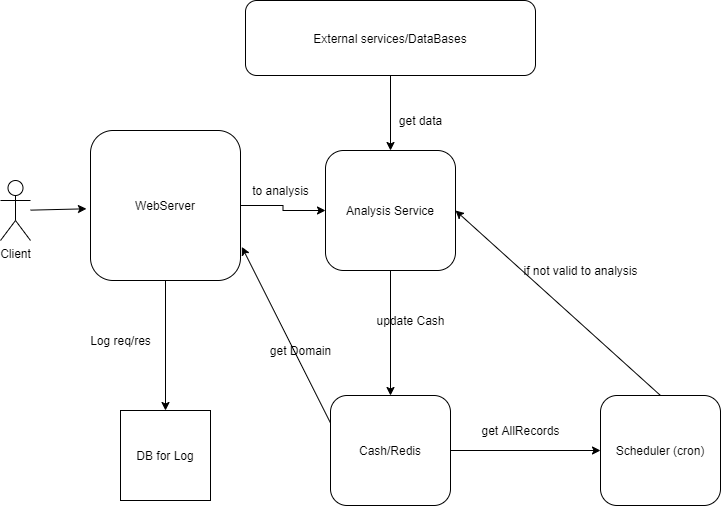 External services/DataBases
get data
WebServer
to analysis
Analysis Service
Client
if not valid to analysis
update Cash
Log req/res
get Domain
get AllRecords
DB for Log
Cash/Redis
Scheduler (cron)